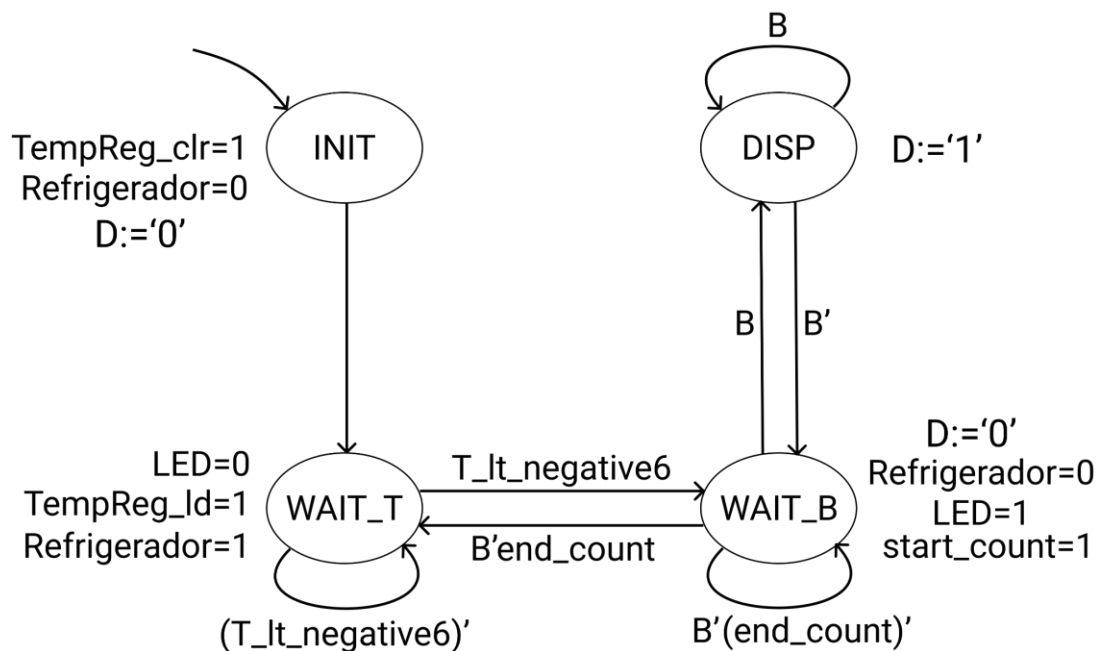 B
TempReg_clr=1
Refrigerador=0
D:=‘0’
INIT
DISP
D:=‘1’
B
B’
LED=0
TempReg_ld=1
Refrigerador=1
WAIT_T
T_lt_negative6
B’end_count
WAIT_B
D:=‘0’
Refrigerador=0
LED=1
start_count=1
(T_lt_negative6)’
B’(end_count)’